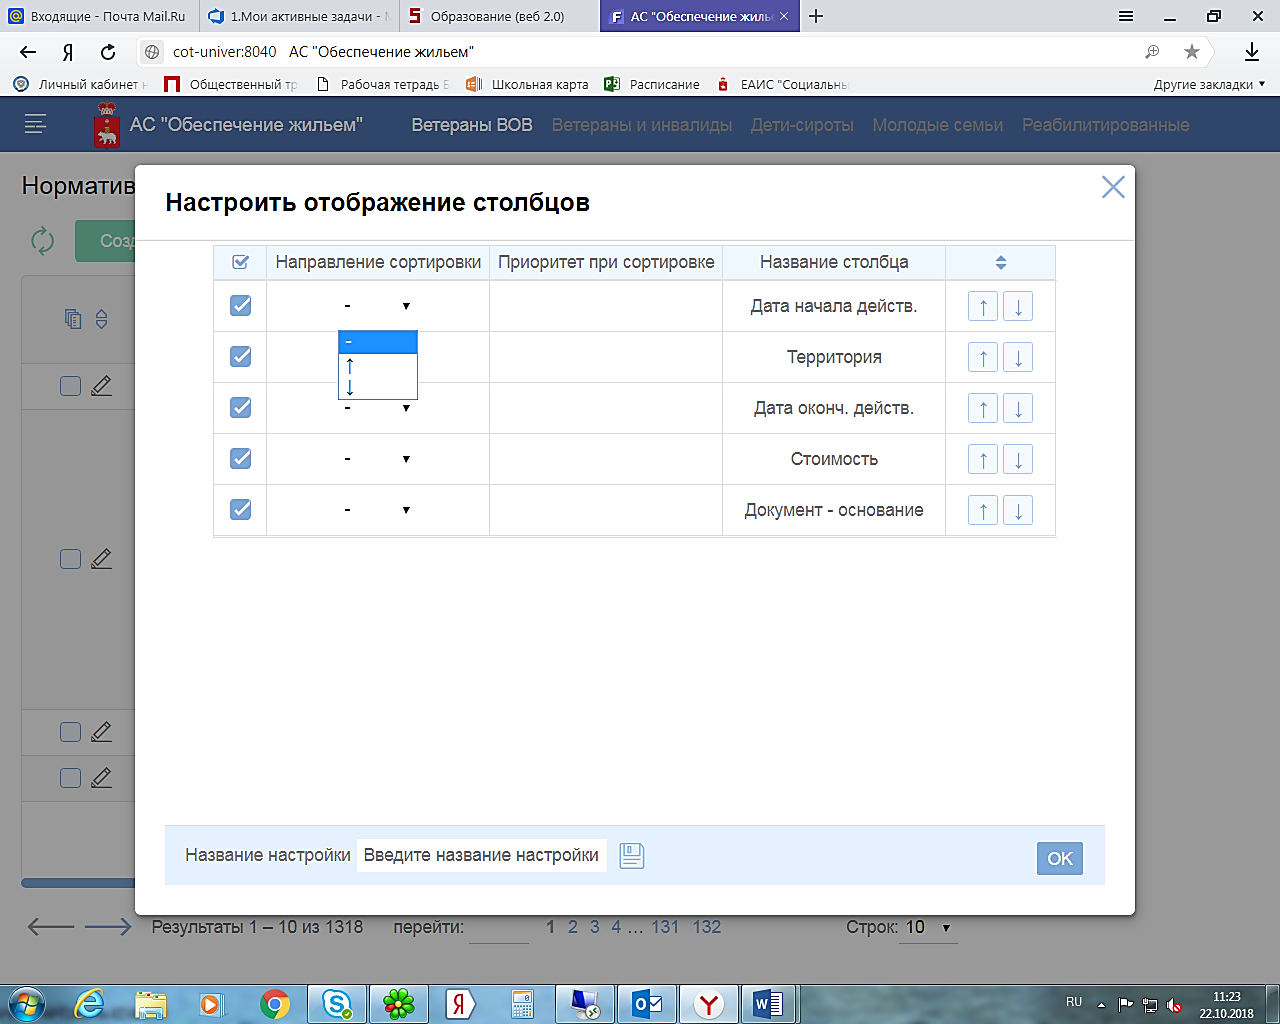 Входящие - Почта Mail.Ru
1.Мои активные задачи -
Образование (веб 2.0)
АС "Обеспечение жилье
cot-univer:8040 АС "Обеспечение жильем"
Личный кабинет
Общественный
Рабочая тетрадь
Школьная карта
Расписание
ЕАИС "Социальны
Другие закладки
АС "Обеспечение жильем"
Ветераны ВОВ
Ветераны и инвалиды
Дети-сироты
Молодые семьи
Реабилитированные
Норматив
Созд
Настроить отображение столбцов
Направление сортировки
Приоритет при сортировке
Название столбца
- ▼
Дата начала действ.
↑ ↓
-
↑
↓
Территория
↑ ↓
- ▼
Дата оконч. действ.
↑ ↓
- ▼
Стоимость
↑ ↓
- ▼
Документ - основание
↑ ↓
Название настройки
Введите название настройки
OK
Результаты 1 – 10 из 1318
перейти:
1 2 3 4 ... 131 132
Строк: 10 ▼
RU
11:23
22.10.2018